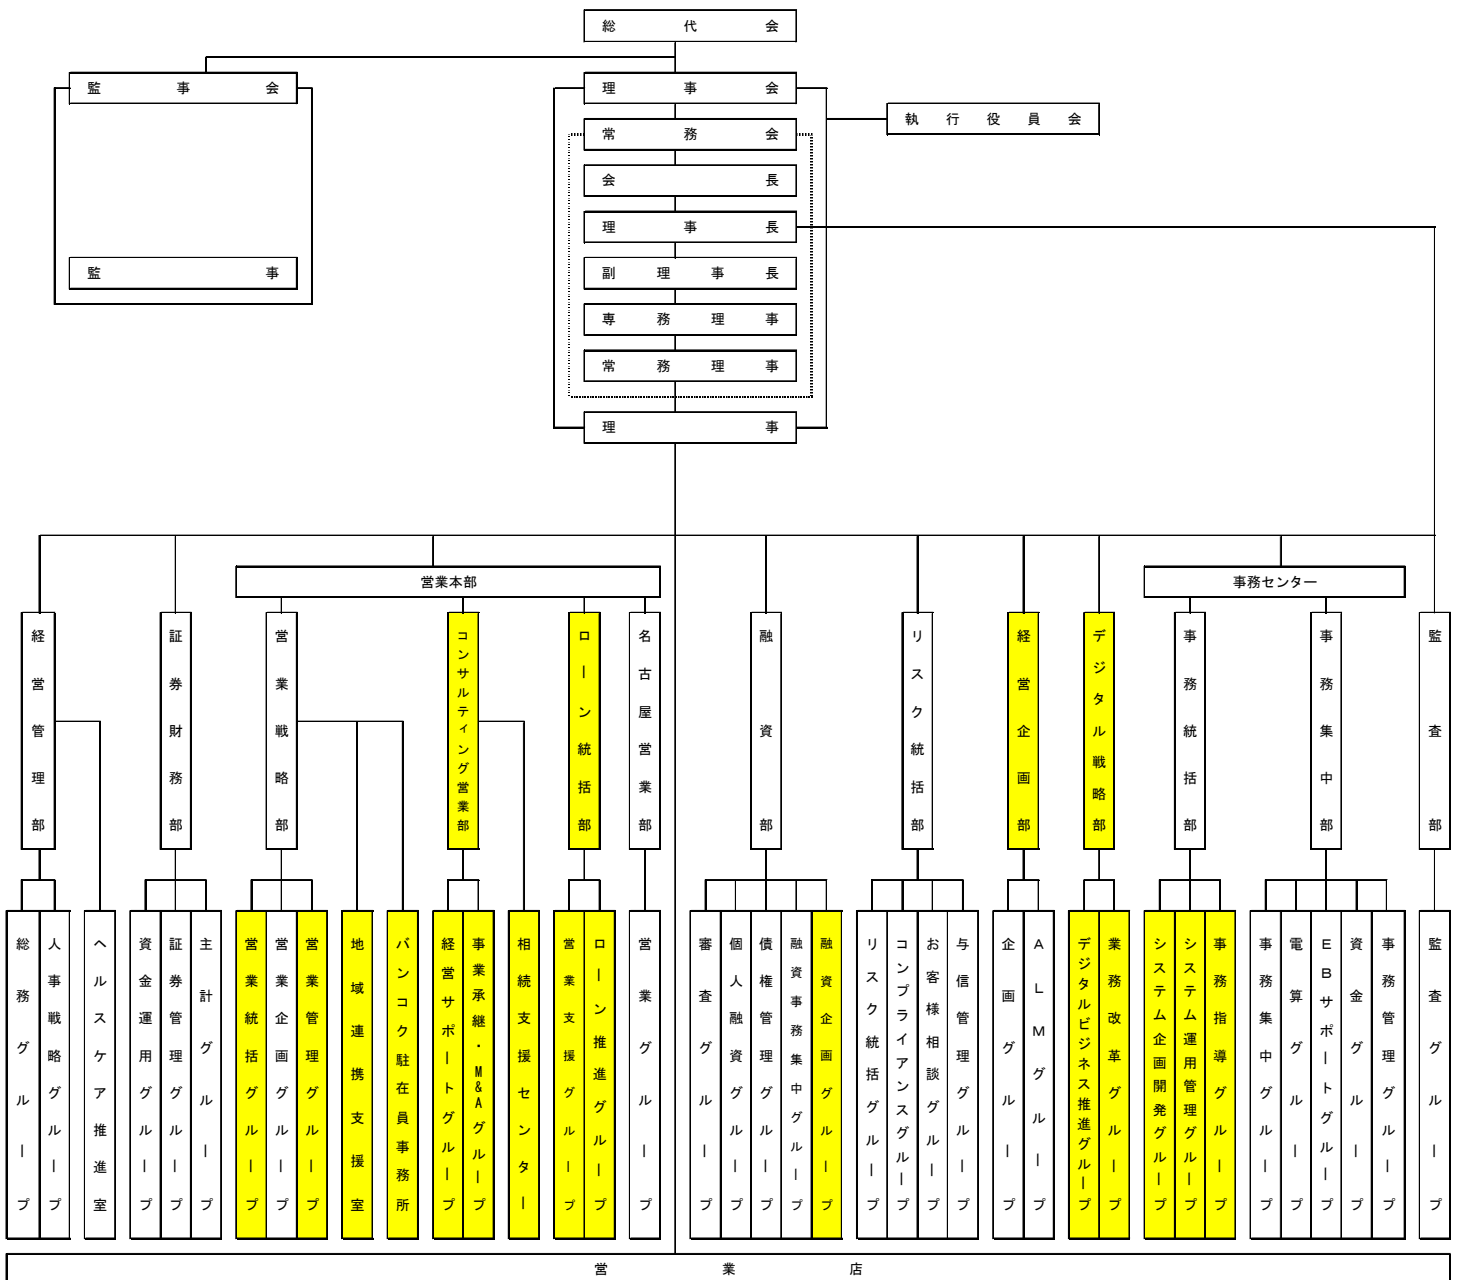 総代会
監事会
理事会
執行役員会
常務会
会長
理事長
監事
副理事長
専務理事
常務理事
理事
営業本部
事務センター
経営管理部
証券財務部
営業戦略部
コンサルティング営業部
ローン統括部
名古屋営業部
融資部
リスク統括部
経営企画部
デジタル戦略部
事務統括部
事務集中部
監査部
総務グループ
人事戦略グループ
ヘルスケア推進室
資金運用グループ
証券管理グループ
主計グループ
営業統括グループ
営業企画グループ
営業管理グループ
地域連携支援室
バンコク駐在員事務所
経営サポートグループ
事業承継・M&Aグループ
相続支援センター
営業支援グループ
ローン推進グループ
営業グループ
審査グループ
個人融資グループ
債権管理グループ
融資事務集中グループ
融資企画グループ
リスク統括グループ
コンプライアンスグループ
お客様相談グループ
与信管理グループ
企画グループ
ALMグループ
デジタルビジネス推進グループ
業務改革グループ
システム企画開発グループ
システム運用管理グループ
事務指導グループ
事務集中グループ
電算グループ
EBサポートグループ
資金グループ
事務管理グループ
監査グループ
営業店